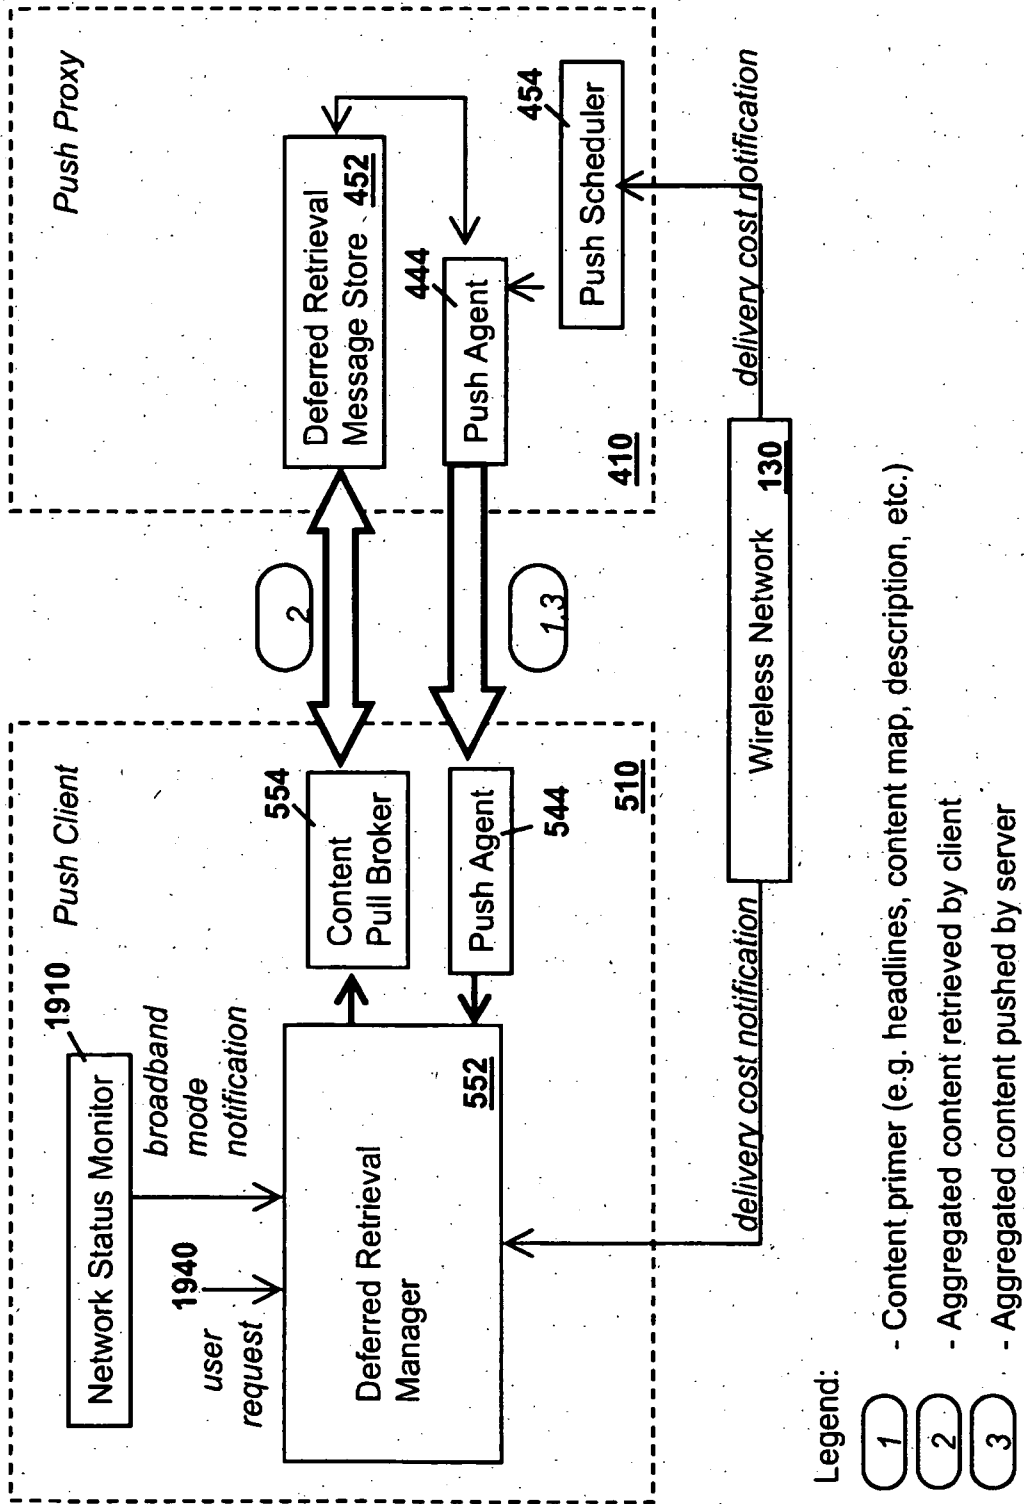 Push Client
Network Status Monitor
1910
user
request
1940
broadband
mode
notification
Deferred Retrieval
Manager
552
Content
Pull Broker
554
Push Agent
544
510
2
1.3
Push Proxy
Deferred Retrieval
Message Store 452
444
Push Agent
454
Push Scheduler
410
delivery cost notification
Wireless Network 130
delivery cost notification
Legend:
1 - Content primer (e.g. headlines, content map, description, etc.)
2 - Aggregated content retrieved by client
3 - Aggregated content pushed by server